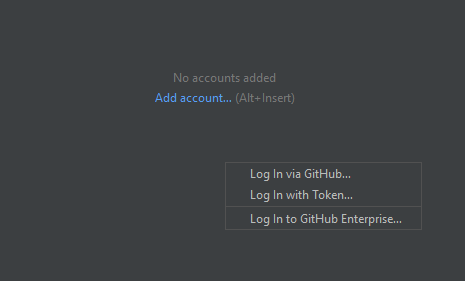 No accounts added
Add account... (Alt+Insert)
Log In via GitHub...
Log In with Token...
Log In to GitHub Enterprise...